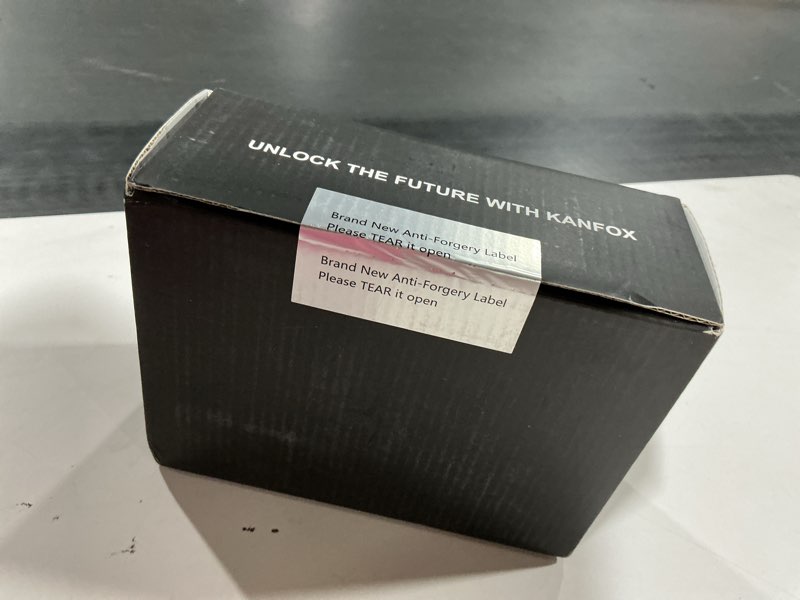 UNLOCK THE FUTURE WITH KANFOX
Brand New Anti-Forgery Label
Please TEAR it open
Brand New Anti-Forgery Label
Please TEAR it open